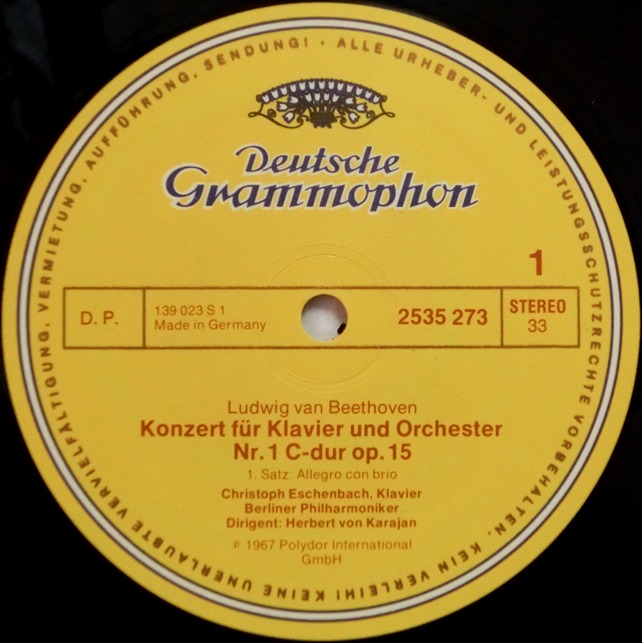 ALLE URHEBER- UND LEISTUNGSSCHUTZRECHTE VORBEHALTEN. KEIN VERLEIH! KEINE UNERLAUBTE VERVIELFÄLTIGUNG, VERMIETUNG, AUFFÜHRUNG, SENDUNG! ·
Deutsche
Grammophon
1
D. P.
139 023 S 1
Made in Germany
2535 273
STEREO
33
Ludwig van Beethoven
Konzert für Klavier und Orchester
Nr. 1 C-dur op. 15
1. Satz: Allegro con brio
Christoph Eschenbach, Klavier
Berliner Philharmoniker
Dirigent: Herbert von Karajan
℗ 1967 Polydor International
GmbH